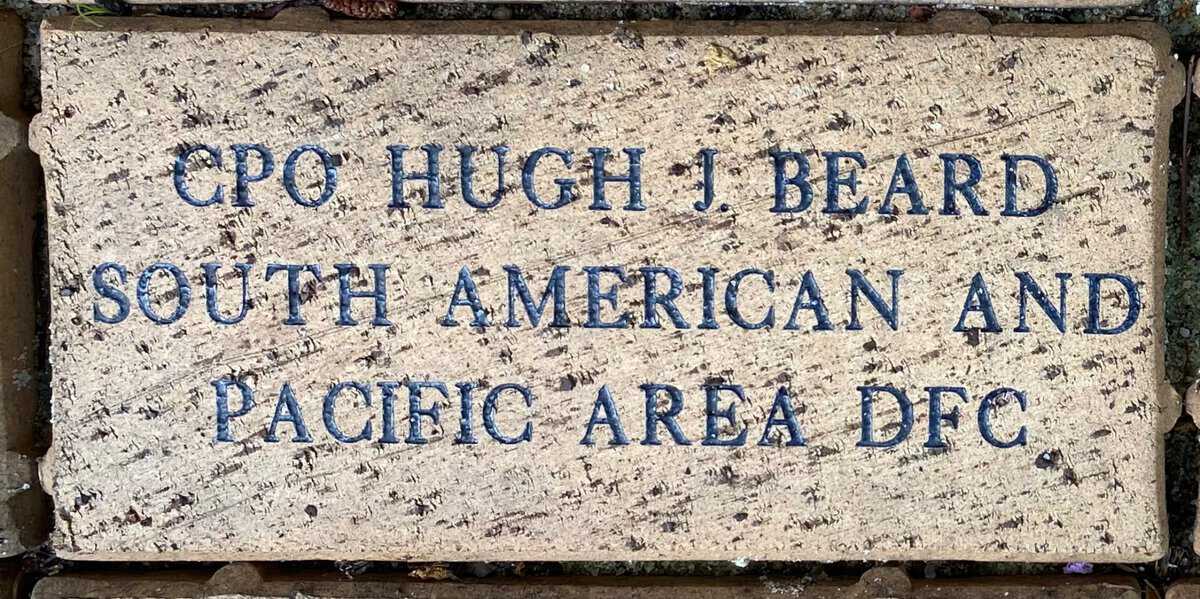 CPO HUGH J. BEARD
SOUTH AMERICAN AND
PACIFIC AREA DFC